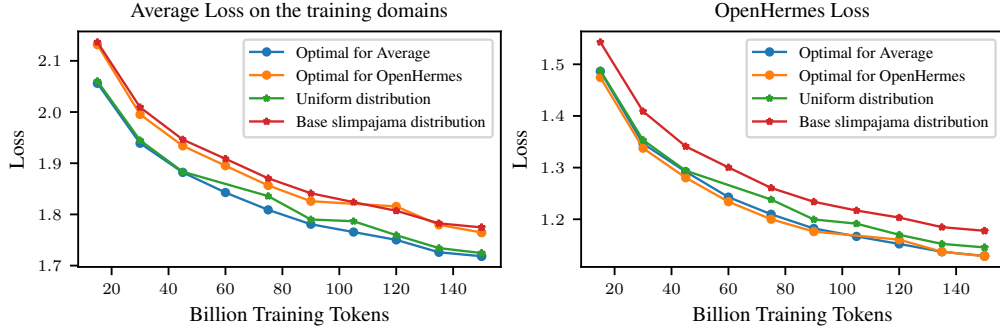 Average Loss on the training domains
Loss
2.1
2.0
1.9
1.8
1.7
Optimal for Average
Optimal for OpenHermes
Uniform distribution
Base slimpajama distribution
20 40 60 80 100 120 140
Billion Training Tokens
OpenHermes Loss
Loss
1.5
1.4
1.3
1.2
Optimal for Average
Optimal for OpenHermes
Uniform distribution
Base slimpajama distribution
20 40 60 80 100 120 140
Billion Training Tokens